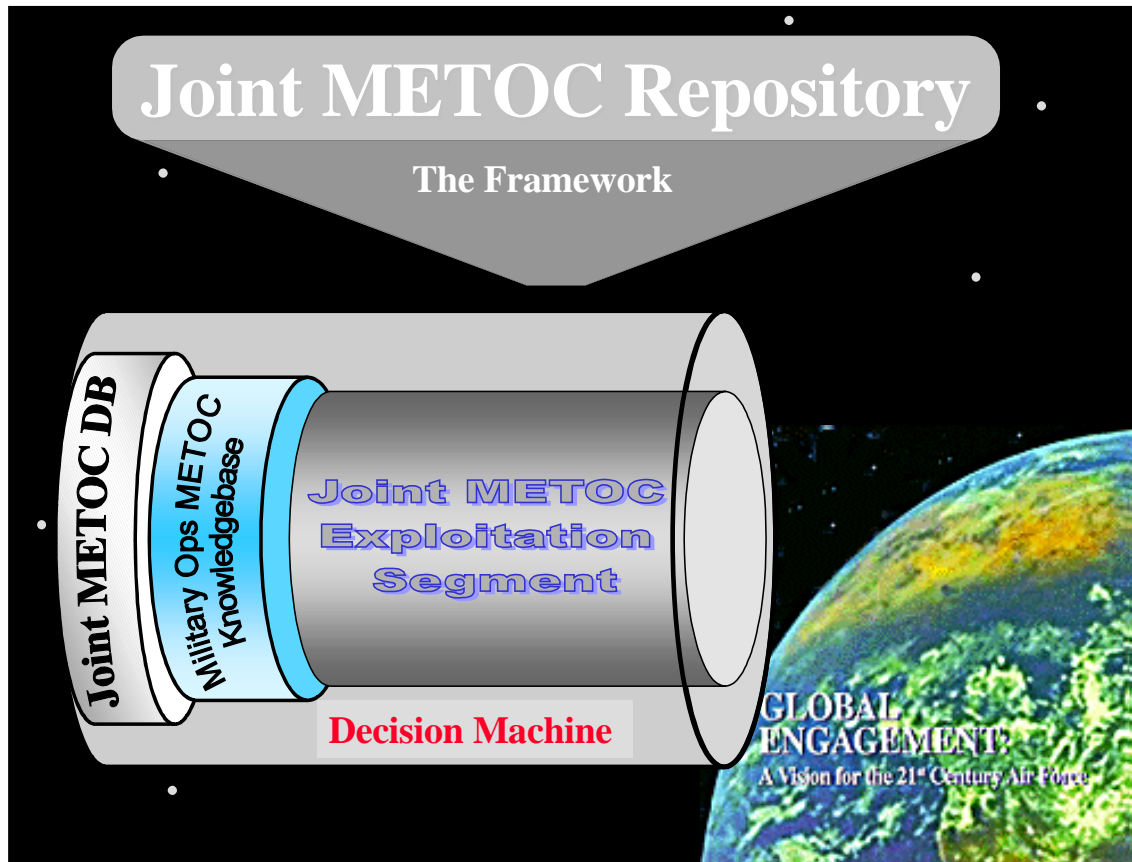 Joint METOC Repository
The Framework
Joint METOC DB
Military Ops METOC
Knowledgebase
Joint METOC
Exploitation
Segment
Decision Machine
GLOBAL
ENGAGEMENT:
A Vision for the 21st Century Air Force